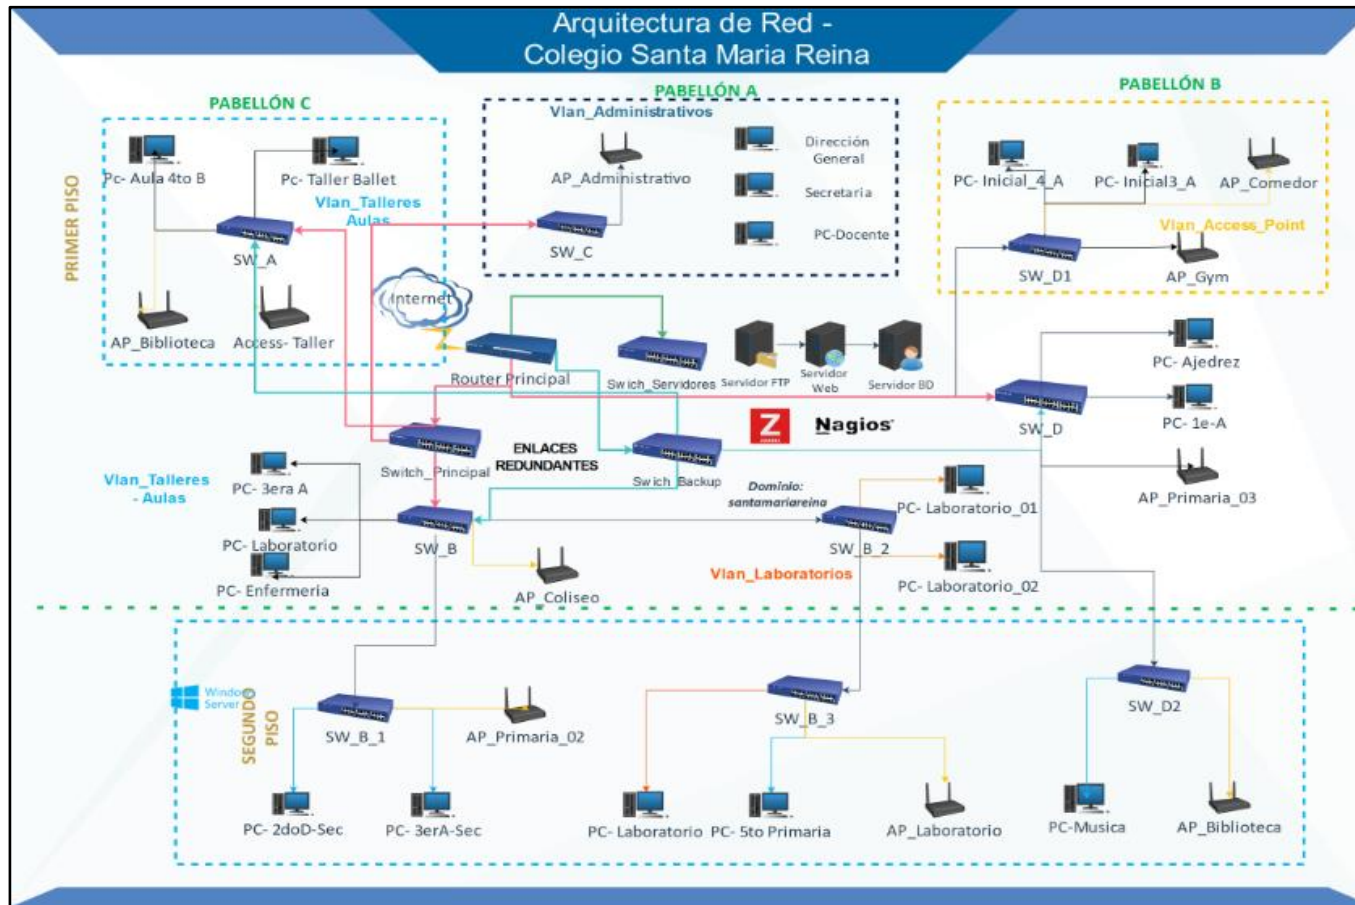 Arquitectura de Red -
Colegio Santa Maria Reina
PABELLÓN C
PABELLÓN A
PABELLÓN B
PRIMER PISO
Pc- Aula 4to B
Pc- Taller Ballet
Vlan_Talleres
Aulas
SW_A
AP_Biblioteca
Access- Taller
Vlan_Administrativos
AP_Administrativo
SW_C
Dirección
General
Secretaria
PC-Docente
PC- Inicial_4_A
PC- Inicial3_A
AP_Comedor
Vlan_Access_Point
SW_D1
AP_Gym
Internet
Router Principal
Swich_Servidores
Servidor FTP
Servidor
Web
Servidor BD
PC- Ajedrez
SW_D
PC- 1e-A
AP_Primaria_03
Z
Nagios®
Switch_Principal
ENLACES
REDUNDANTES
Swich_Backup
Vlan_Talleres
- Aulas
PC- 3era A
PC- Laboratorio
PC- Enfermería
SW_B
AP_Coliseo
Dominio:
santamariareina
SW_B_2
PC- Laboratorio_01
Vlan_Laboratorios
PC- Laboratorio_02
Window
Server
SEGUNDO
PISO
SW_B_1
AP_Primaria_02
SW_B_3
SW_D2
PC- 2doD-Sec
PC- 3erA-Sec
PC- Laboratorio
PC- 5to Primaria
AP_Laboratorio
PC-Musica
AP_Biblioteca